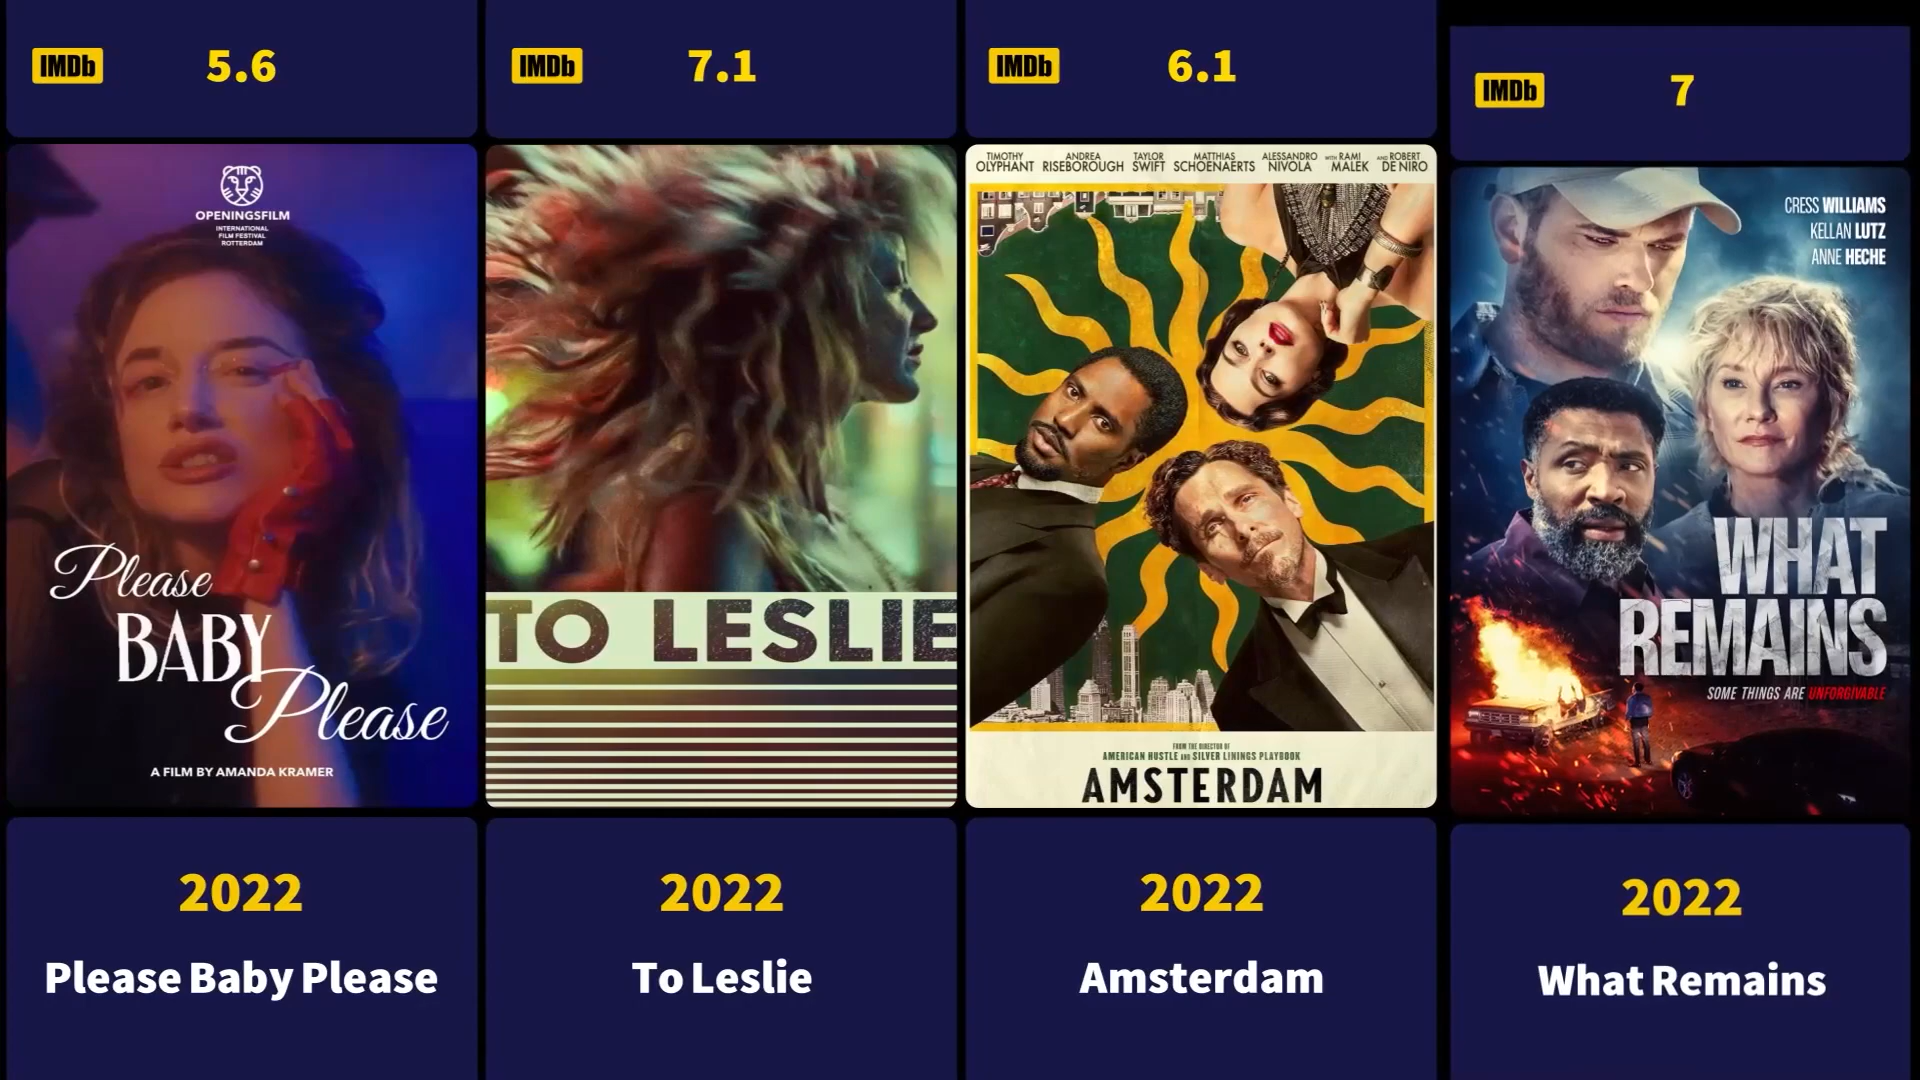 IMDb 5.6
OPENINGSFILM
INTERNATIONAL
FILM FESTIVAL
ROTTERDAM
Please
BABY
Please
A FILM BY AMANDA KRAMER
2022
Please Baby Please
IMDb 7.1
TO LESLIE
2022
To Leslie
IMDb 6.1
TIMOTHY OLYPHANT ANDREA RISEBOROUGH TAYLOR SWIFT MATTHIAS SCHOENAERTS ALESSANDRO NIVOLA WITH RAMI MALEK AND ROBERT DE NIRO
FROM THE DIRECTOR OF
AMERICAN HUSTLE AND SILVER LININGS PLAYBOOK
AMSTERDAM
2022
Amsterdam
IMDb 7
CRESS WILLIAMS
KELLAN LUTZ
ANNE HECHE
WHAT
REMAINS
SOME THINGS ARE UNFORGIVABLE
2022
What Remains